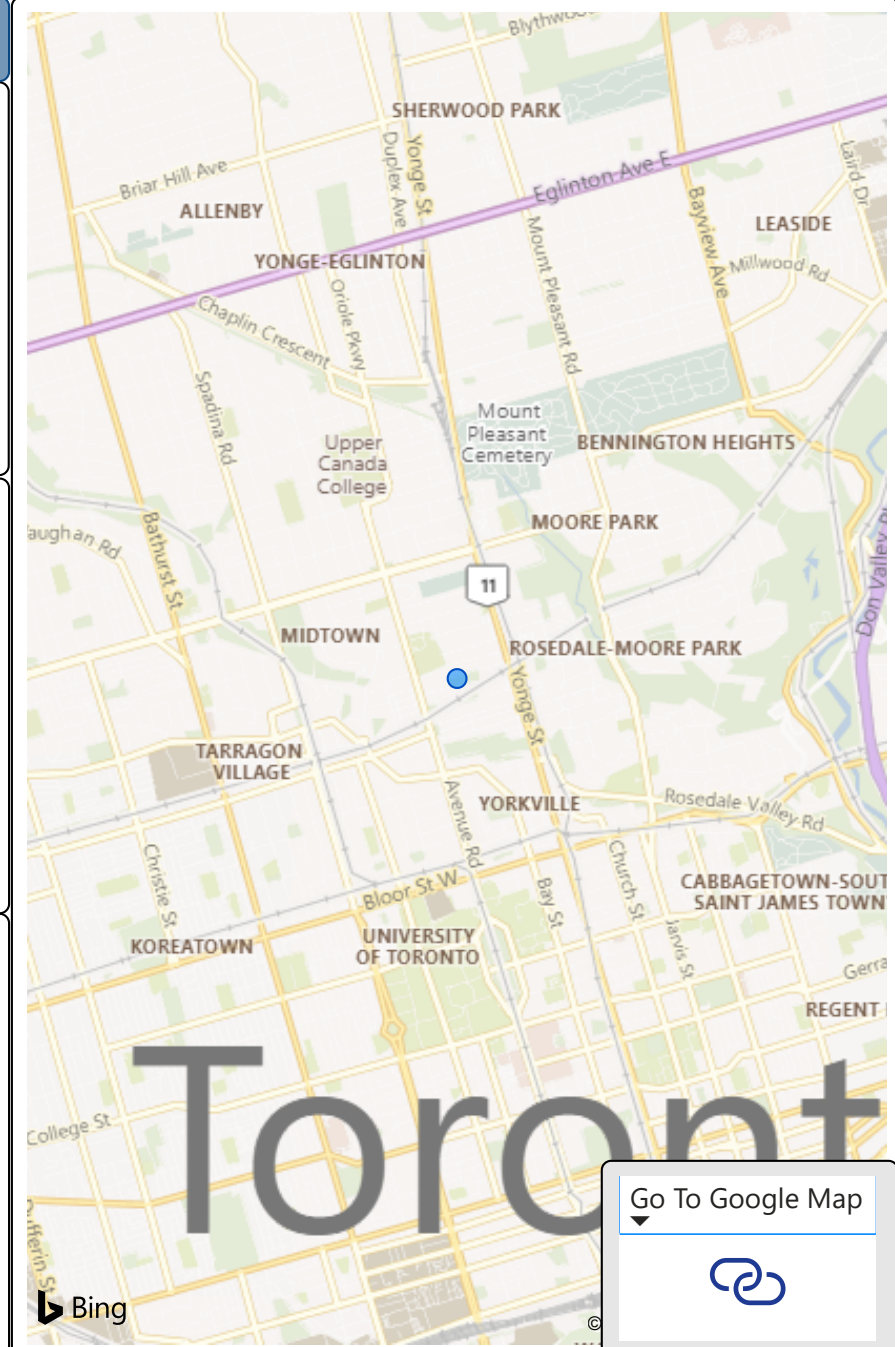 Blythwoo
SHERWOOD PARK
Yonge St
Duplex Ave
Eglinton Ave E
Laird Dr
Briar Hill Ave
ALLENBY
Bayview Ave
LEASIDE
YONGE-EGLINTON
Mount Pleasant Rd
Millwood Rd
Oriole Pkwy
Chaplin Crescent
Spadina Rd
Mount
Pleasant
Cemetery
Upper
Canada
College
BENNINGTON HEIGHTS
Bathurst St
MOORE PARK
aughan Rd
Don Valley P
11
MIDTOWN
ROSEDALE-MOORE PARK
Yonge St
TARRAGON
VILLAGE
YORKVILLE
Avenue Rd
Rosedale Valley Rd
Christie St
Church St
Bloor St W
Bay St
CABBAGETOWN-SOUT
SAINT JAMES TOWN
Jarvis St
KOREATOWN
UNIVERSITY
OF TORONTO
Gerra
REGENT
Toront
College St
Dufferin St
Go To Google Map
Bing
©